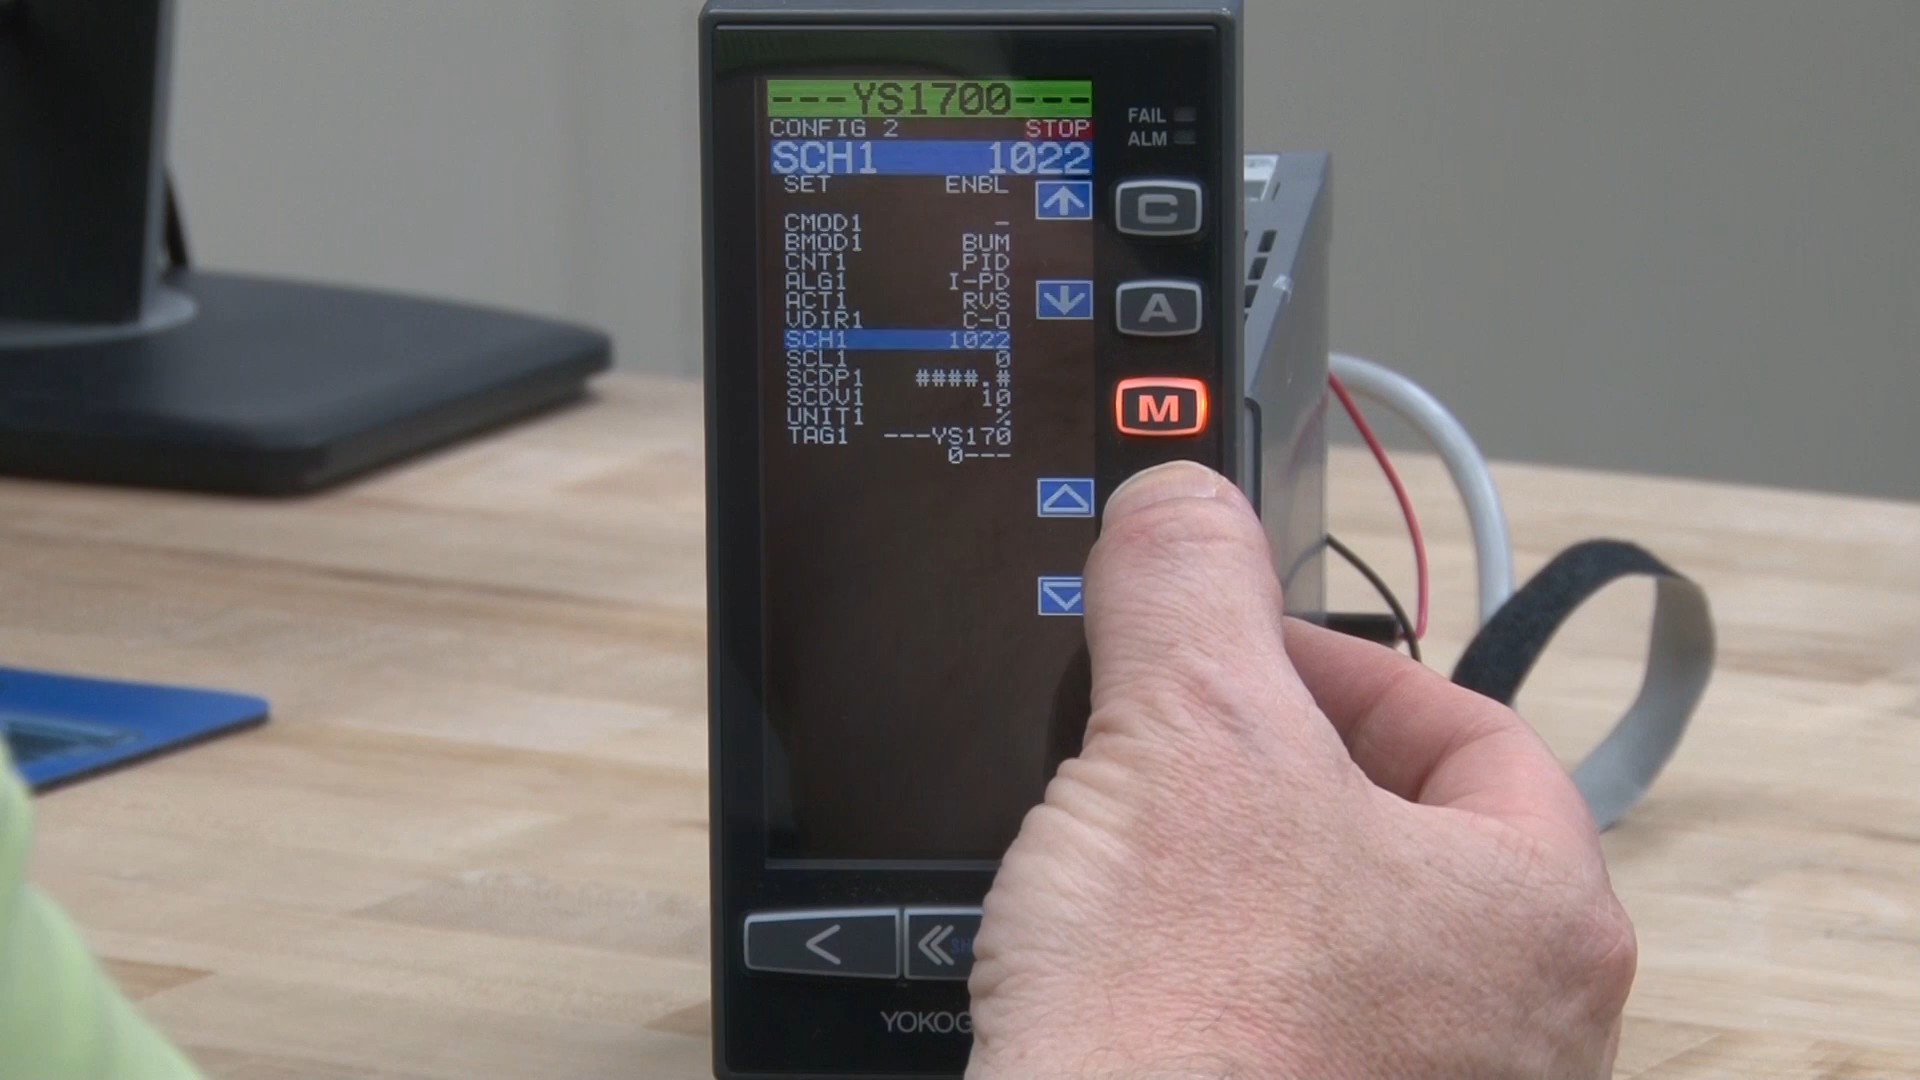 ---YS1700---
CONFIG 2 STOP
SCH1 1022
SET ENBL
CMOD1 -
BMOD1 BUM
CNT1 PID
ALG1 I-PD
ACT1 RVS
VDIR1 C-O
SCH1 1022
SCL1 0
SCDP1 ####.#
SCDV1 10
UNIT1 %
TAG1 ---YS170
0---
FAIL
ALM
C
A
M